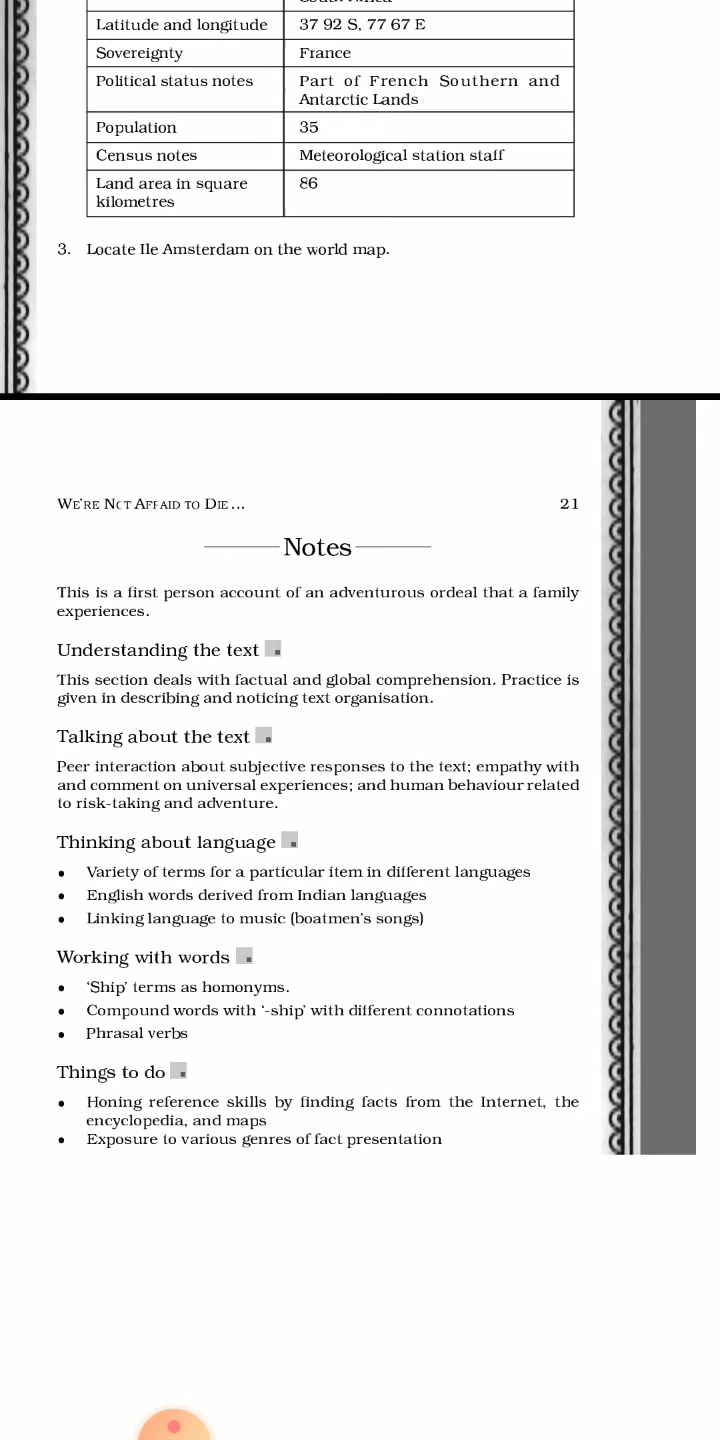 Latitude and longitude 37 92 S, 77 67 E
Sovereignty France
Political status notes Part of French Southern and
Antarctic Lands
Population 35
Census notes Meteorological station staff
Land area in square 86
kilometres
3. Locate Ile Amsterdam on the world map.
WE'RE NOT AFRAID TO DIE... 21
Notes
This is a first person account of an adventurous ordeal that a family
experiences.
Understanding the text
This section deals with factual and global comprehension. Practice is
given in describing and noticing text organisation.
Talking about the text
Peer interaction about subjective responses to the text; empathy with
and comment on universal experiences; and human behaviour related
to risk-taking and adventure.
Thinking about language
• Variety of terms for a particular item in different languages
• English words derived from Indian languages
• Linking language to music (boatmen's songs)
Working with words
• 'Ship' terms as homonyms.
• Compound words with '-ship' with different connotations
• Phrasal verbs
Things to do
• Honing reference skills by finding facts from the Internet, the
encyclopedia, and maps
• Exposure to various genres of fact presentation